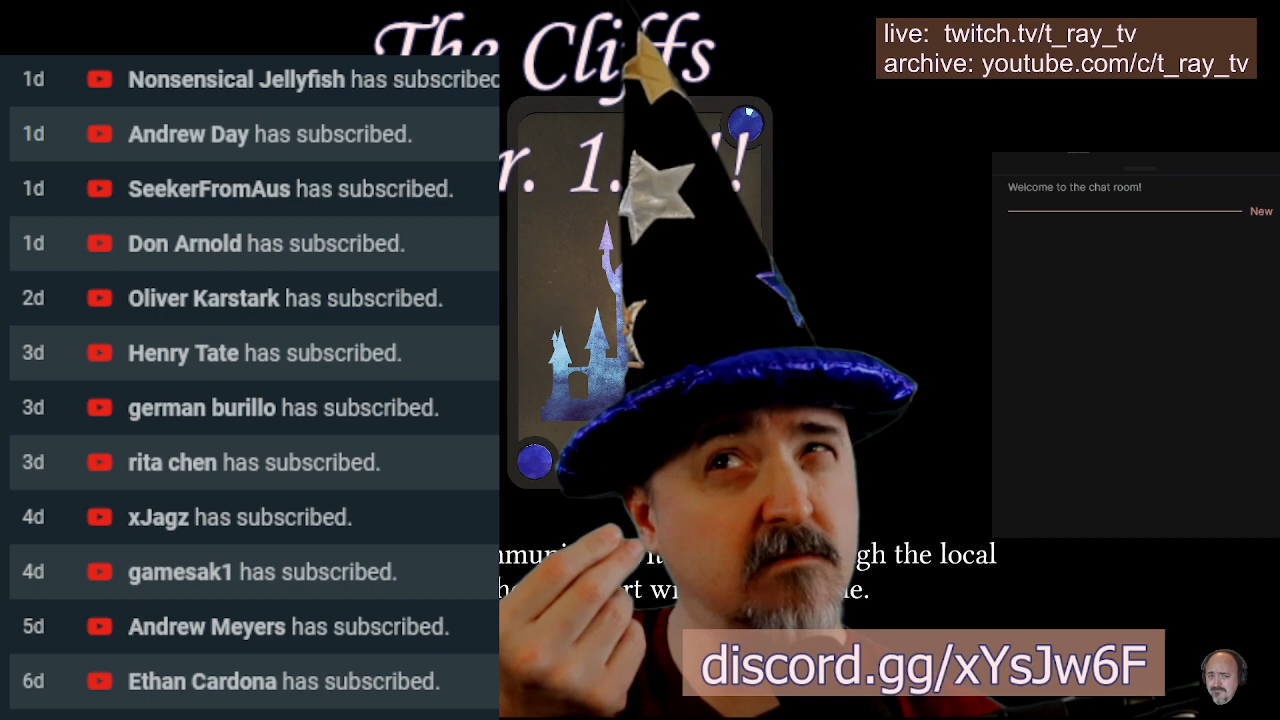 The Cliffs
live: twitch.tv/t_ray_tv
archive: youtube.com/c/t_ray_tv
1d Nonsensical Jellyfish has subscribed
1d Andrew Day has subscribed.
r. 1. !!
1d SeekerFromAus has subscribed.
Welcome to the chat room!
New
1d Don Arnold has subscribed.
2d Oliver Karstark has subscribed.
3d Henry Tate has subscribed.
3d german burillo has subscribed.
3d rita chen has subscribed.
4d xJagz has subscribed.
gh the local
4d gamesak1 has subscribed.
5d Andrew Meyers has subscribed.
discord.gg/xYsJw6F
6d Ethan Cardona has subscribed.